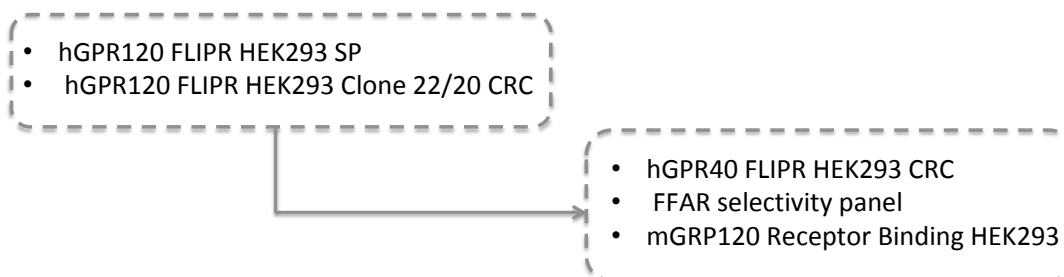 • hGPR120 FLIPR HEK293 SP
• hGPR120 FLIPR HEK293 Clone 22/20 CRC
• hGPR40 FLIPR HEK293 CRC
• FFAR selectivity panel
• mGRP120 Receptor Binding HEK293